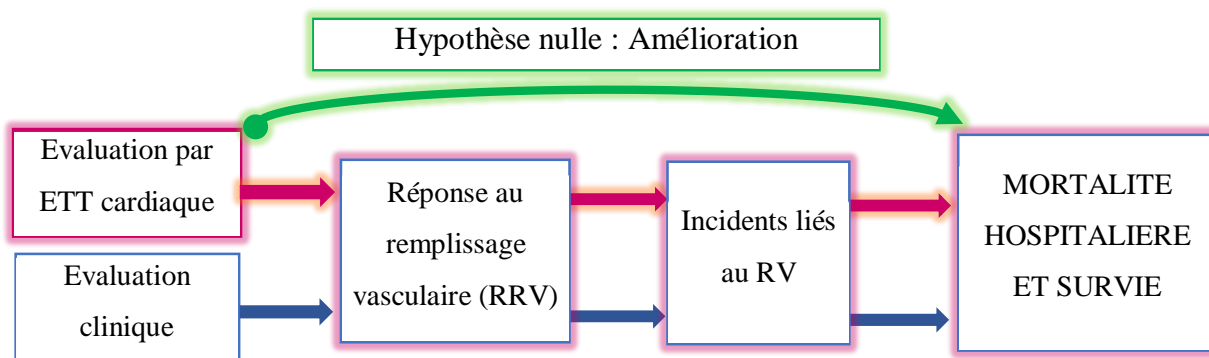 Hypothèse nulle : Amélioration
Evaluation par
ETT cardiaque
Evaluation
clinique
Réponse au
remplissage
vasculaire (RRV)
Incidents liés
au RV
MORTALITE
HOSPITALIERE
ET SURVIE